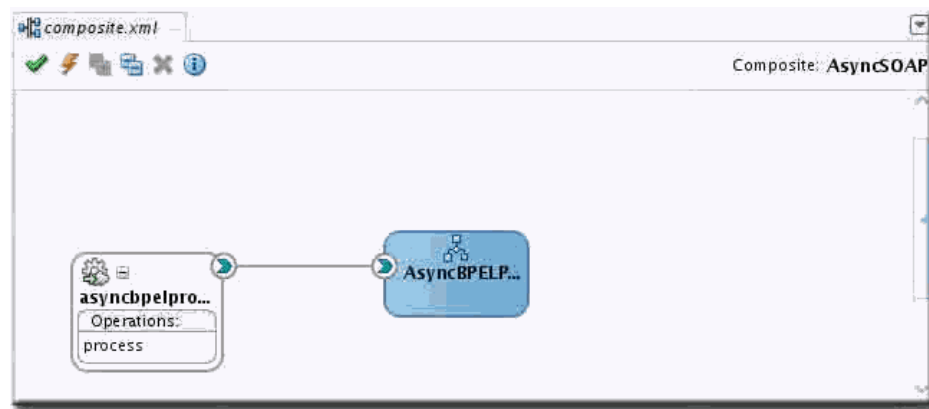 composite.xml
Composite: AsyncSOAP
AsyncBPELP...
asyncbpelpro...
Operations:
process